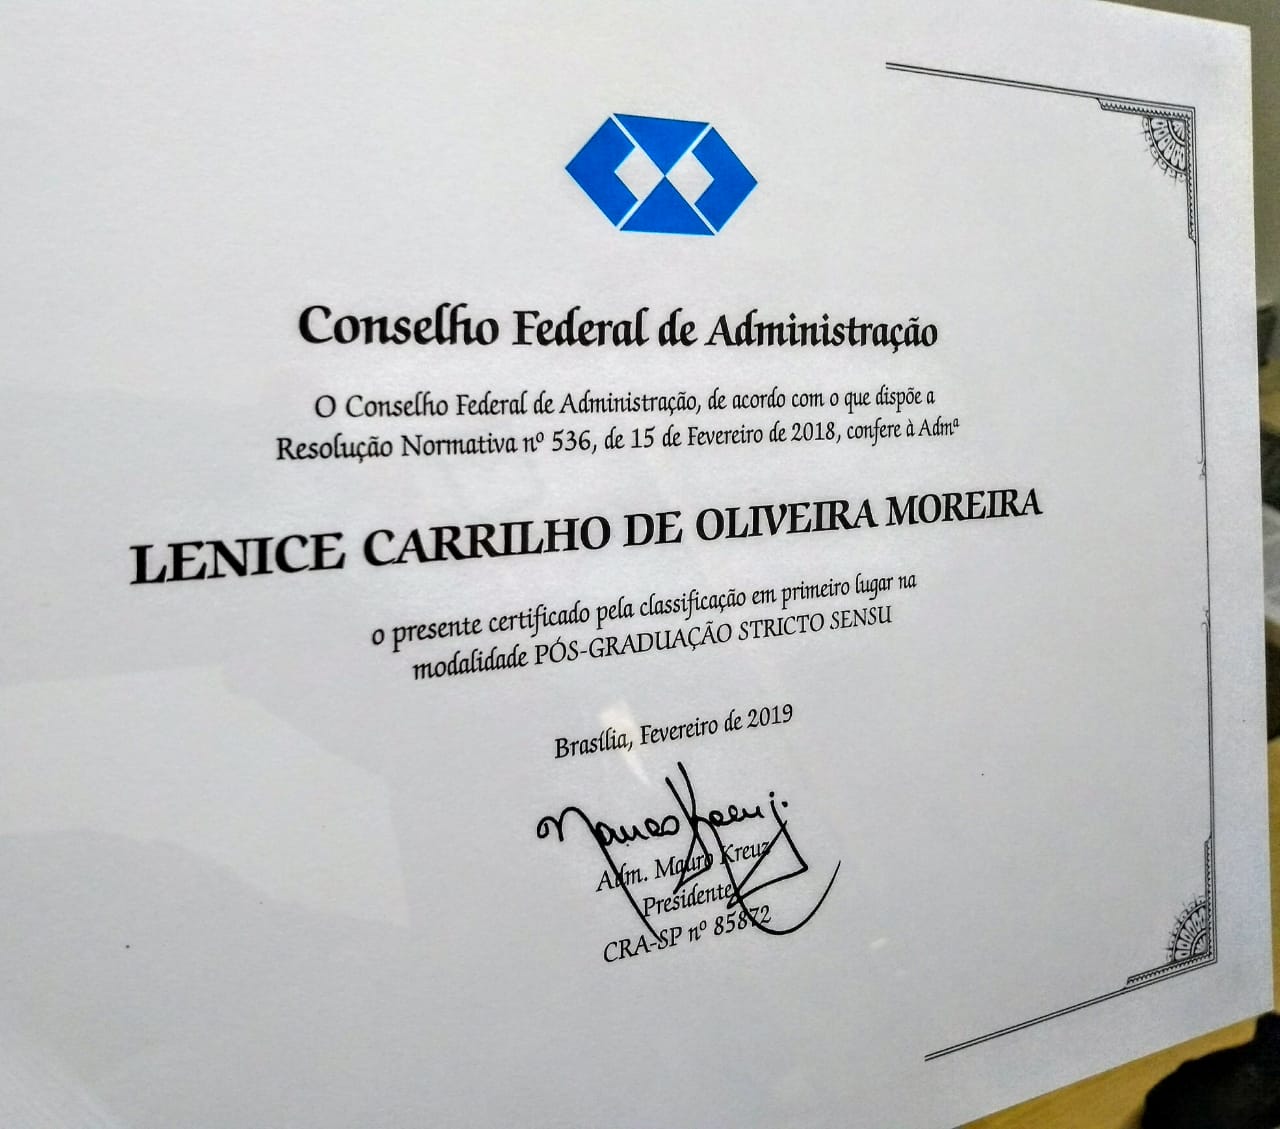 Conselho Federal de Administração
O Conselho Federal de Administração, de acordo com o que dispõe a
Resolução Normativa nº 536, de 15 de Fevereiro de 2018, confere à Admª
LENICE CARRILHO DE OLIVEIRA MOREIRA
o presente certificado pela classificação em primeiro lugar na
modalidade PÓS-GRADUAÇÃO STRICTO SENSU
Brasília, Fevereiro de 2019
Adm. Mauro Kreuz
Presidente
CRA-SP nº 85872